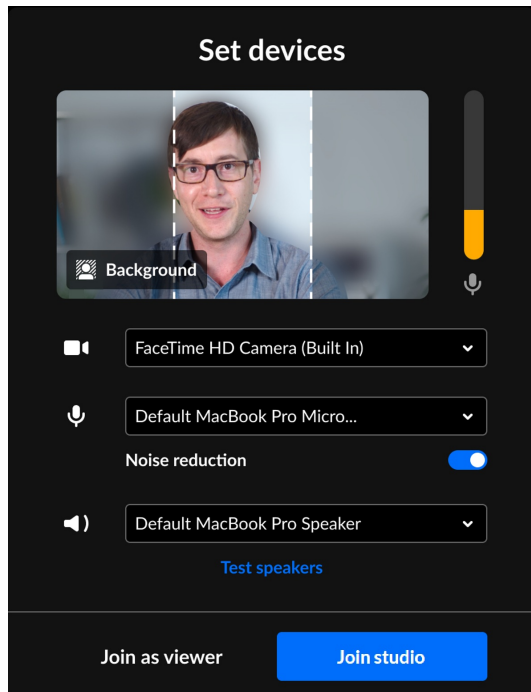 Set devices
Background
FaceTime HD Camera (Built In)
Default MacBook Pro Micro...
Noise reduction
Default MacBook Pro Speaker
Test speakers
Join as viewer
Join studio